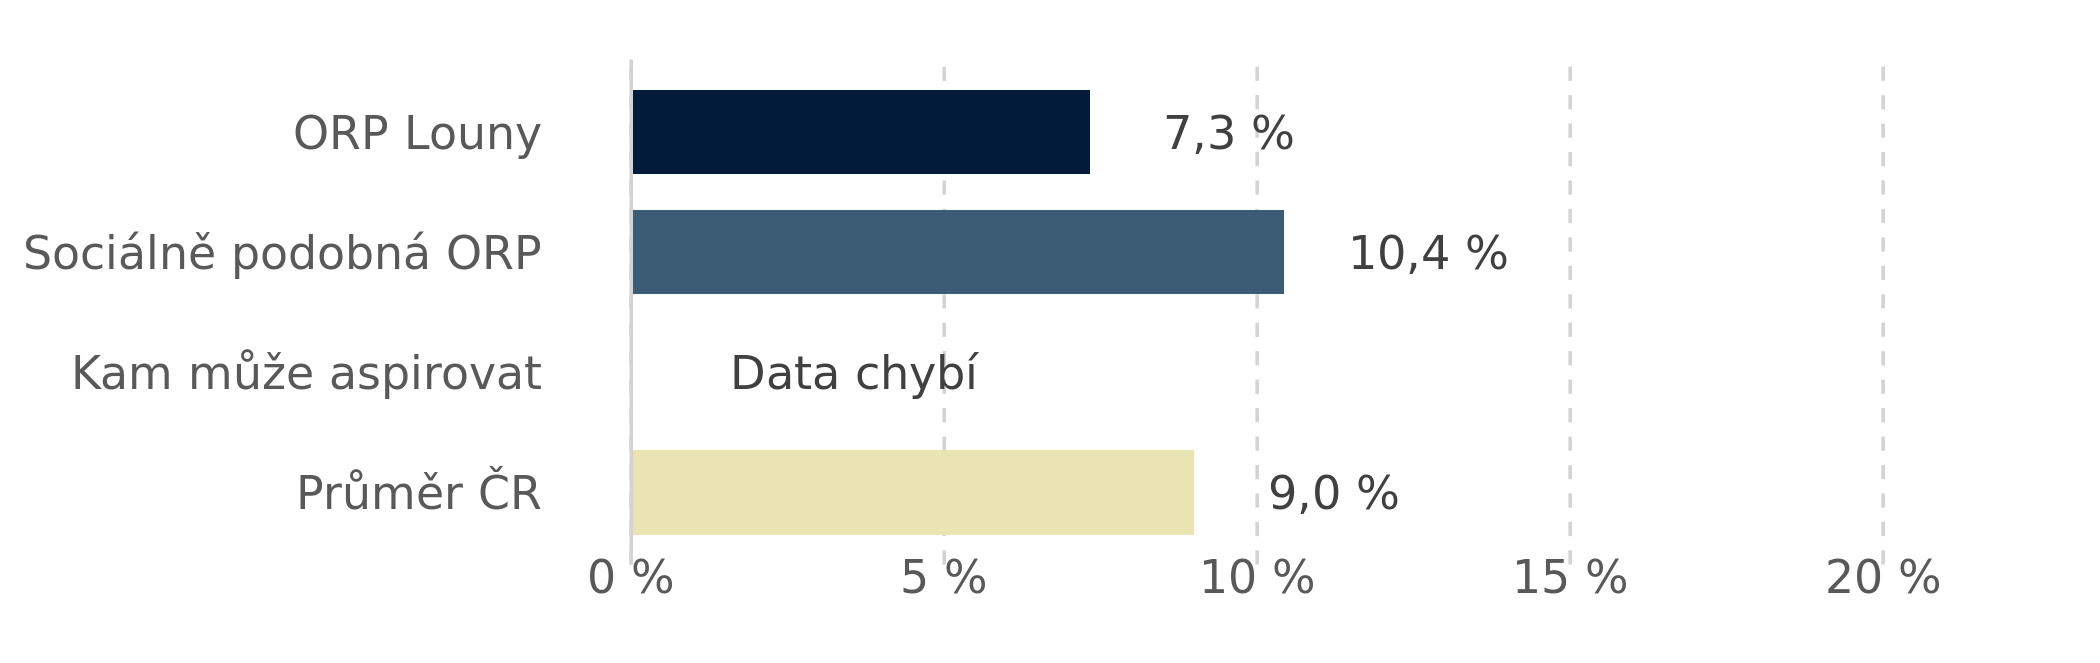 ORP Louny 7,3 %
Sociálně podobná ORP 10,4 %
Kam může aspirovat Data chybí
Průměr ČR 9,0 %
0 % 5 % 10 % 15 % 20 %